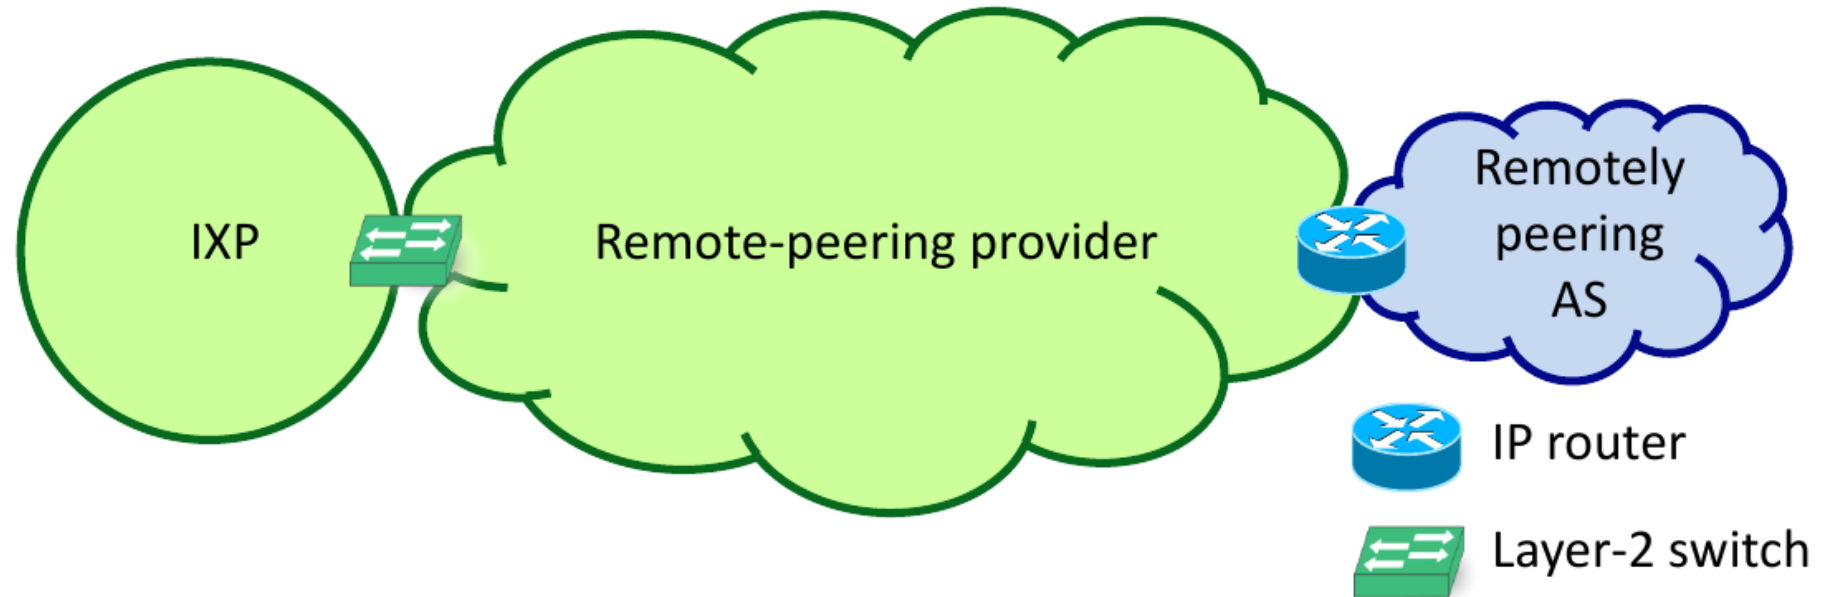 IXP
Remote-peering provider
Remotely
peering
AS
IP router
Layer-2 switch